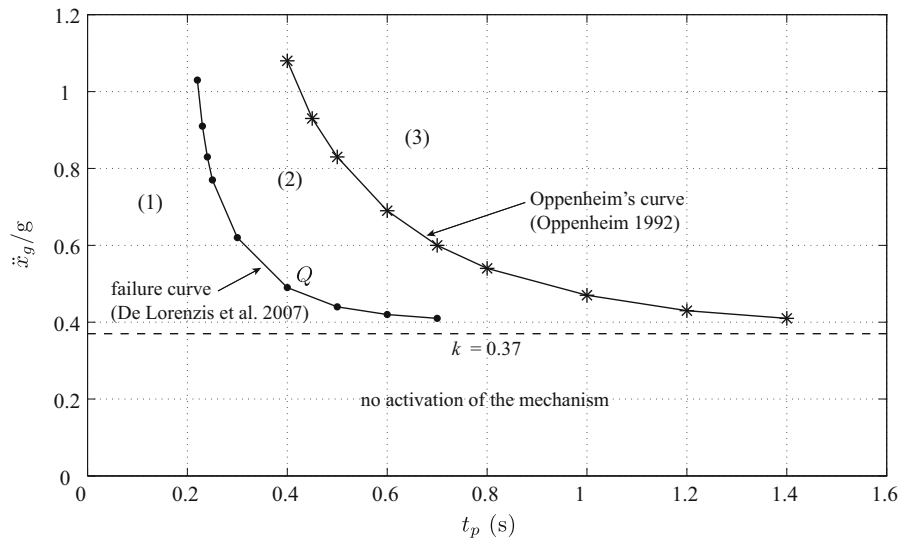 1.2
1
0.8
0.6
0.4
0.2
0
ẍ_g/g
(1)
(2)
(3)
Oppenheim's curve
(Oppenheim 1992)
Q
failure curve
(De Lorenzis et al. 2007)
k = 0.37
no activation of the mechanism
0 0.2 0.4 0.6 0.8 1 1.2 1.4 1.6
t_p (s)